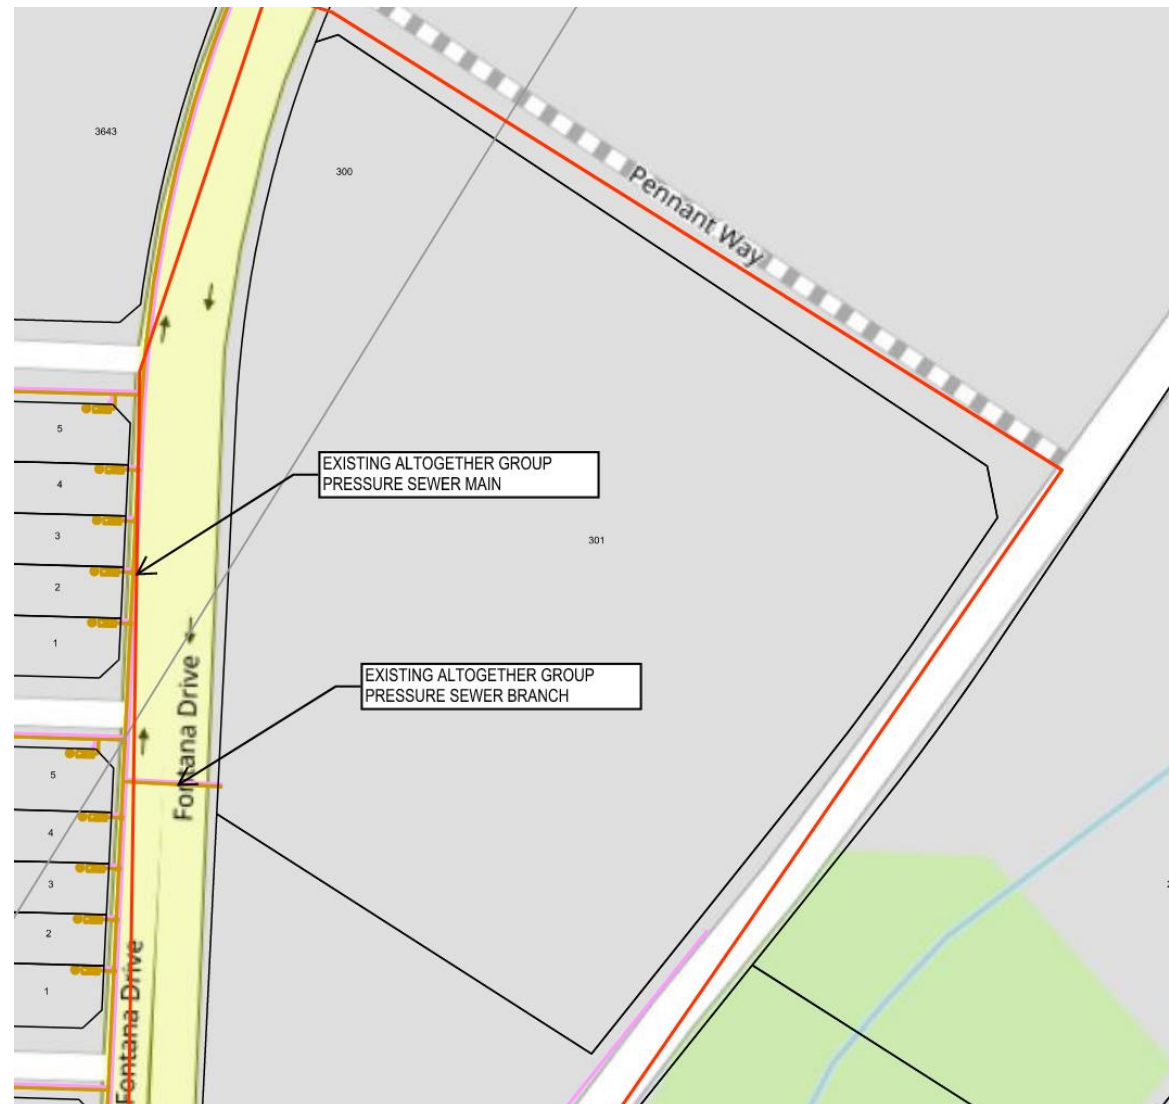 3643
300
Pennant Way
5
4
3
2
1
EXISTING ALTOGETHER GROUP
PRESSURE SEWER MAIN
301
EXISTING ALTOGETHER GROUP
PRESSURE SEWER BRANCH
Fontana Drive
5
4
3
2
1
Fontana Drive